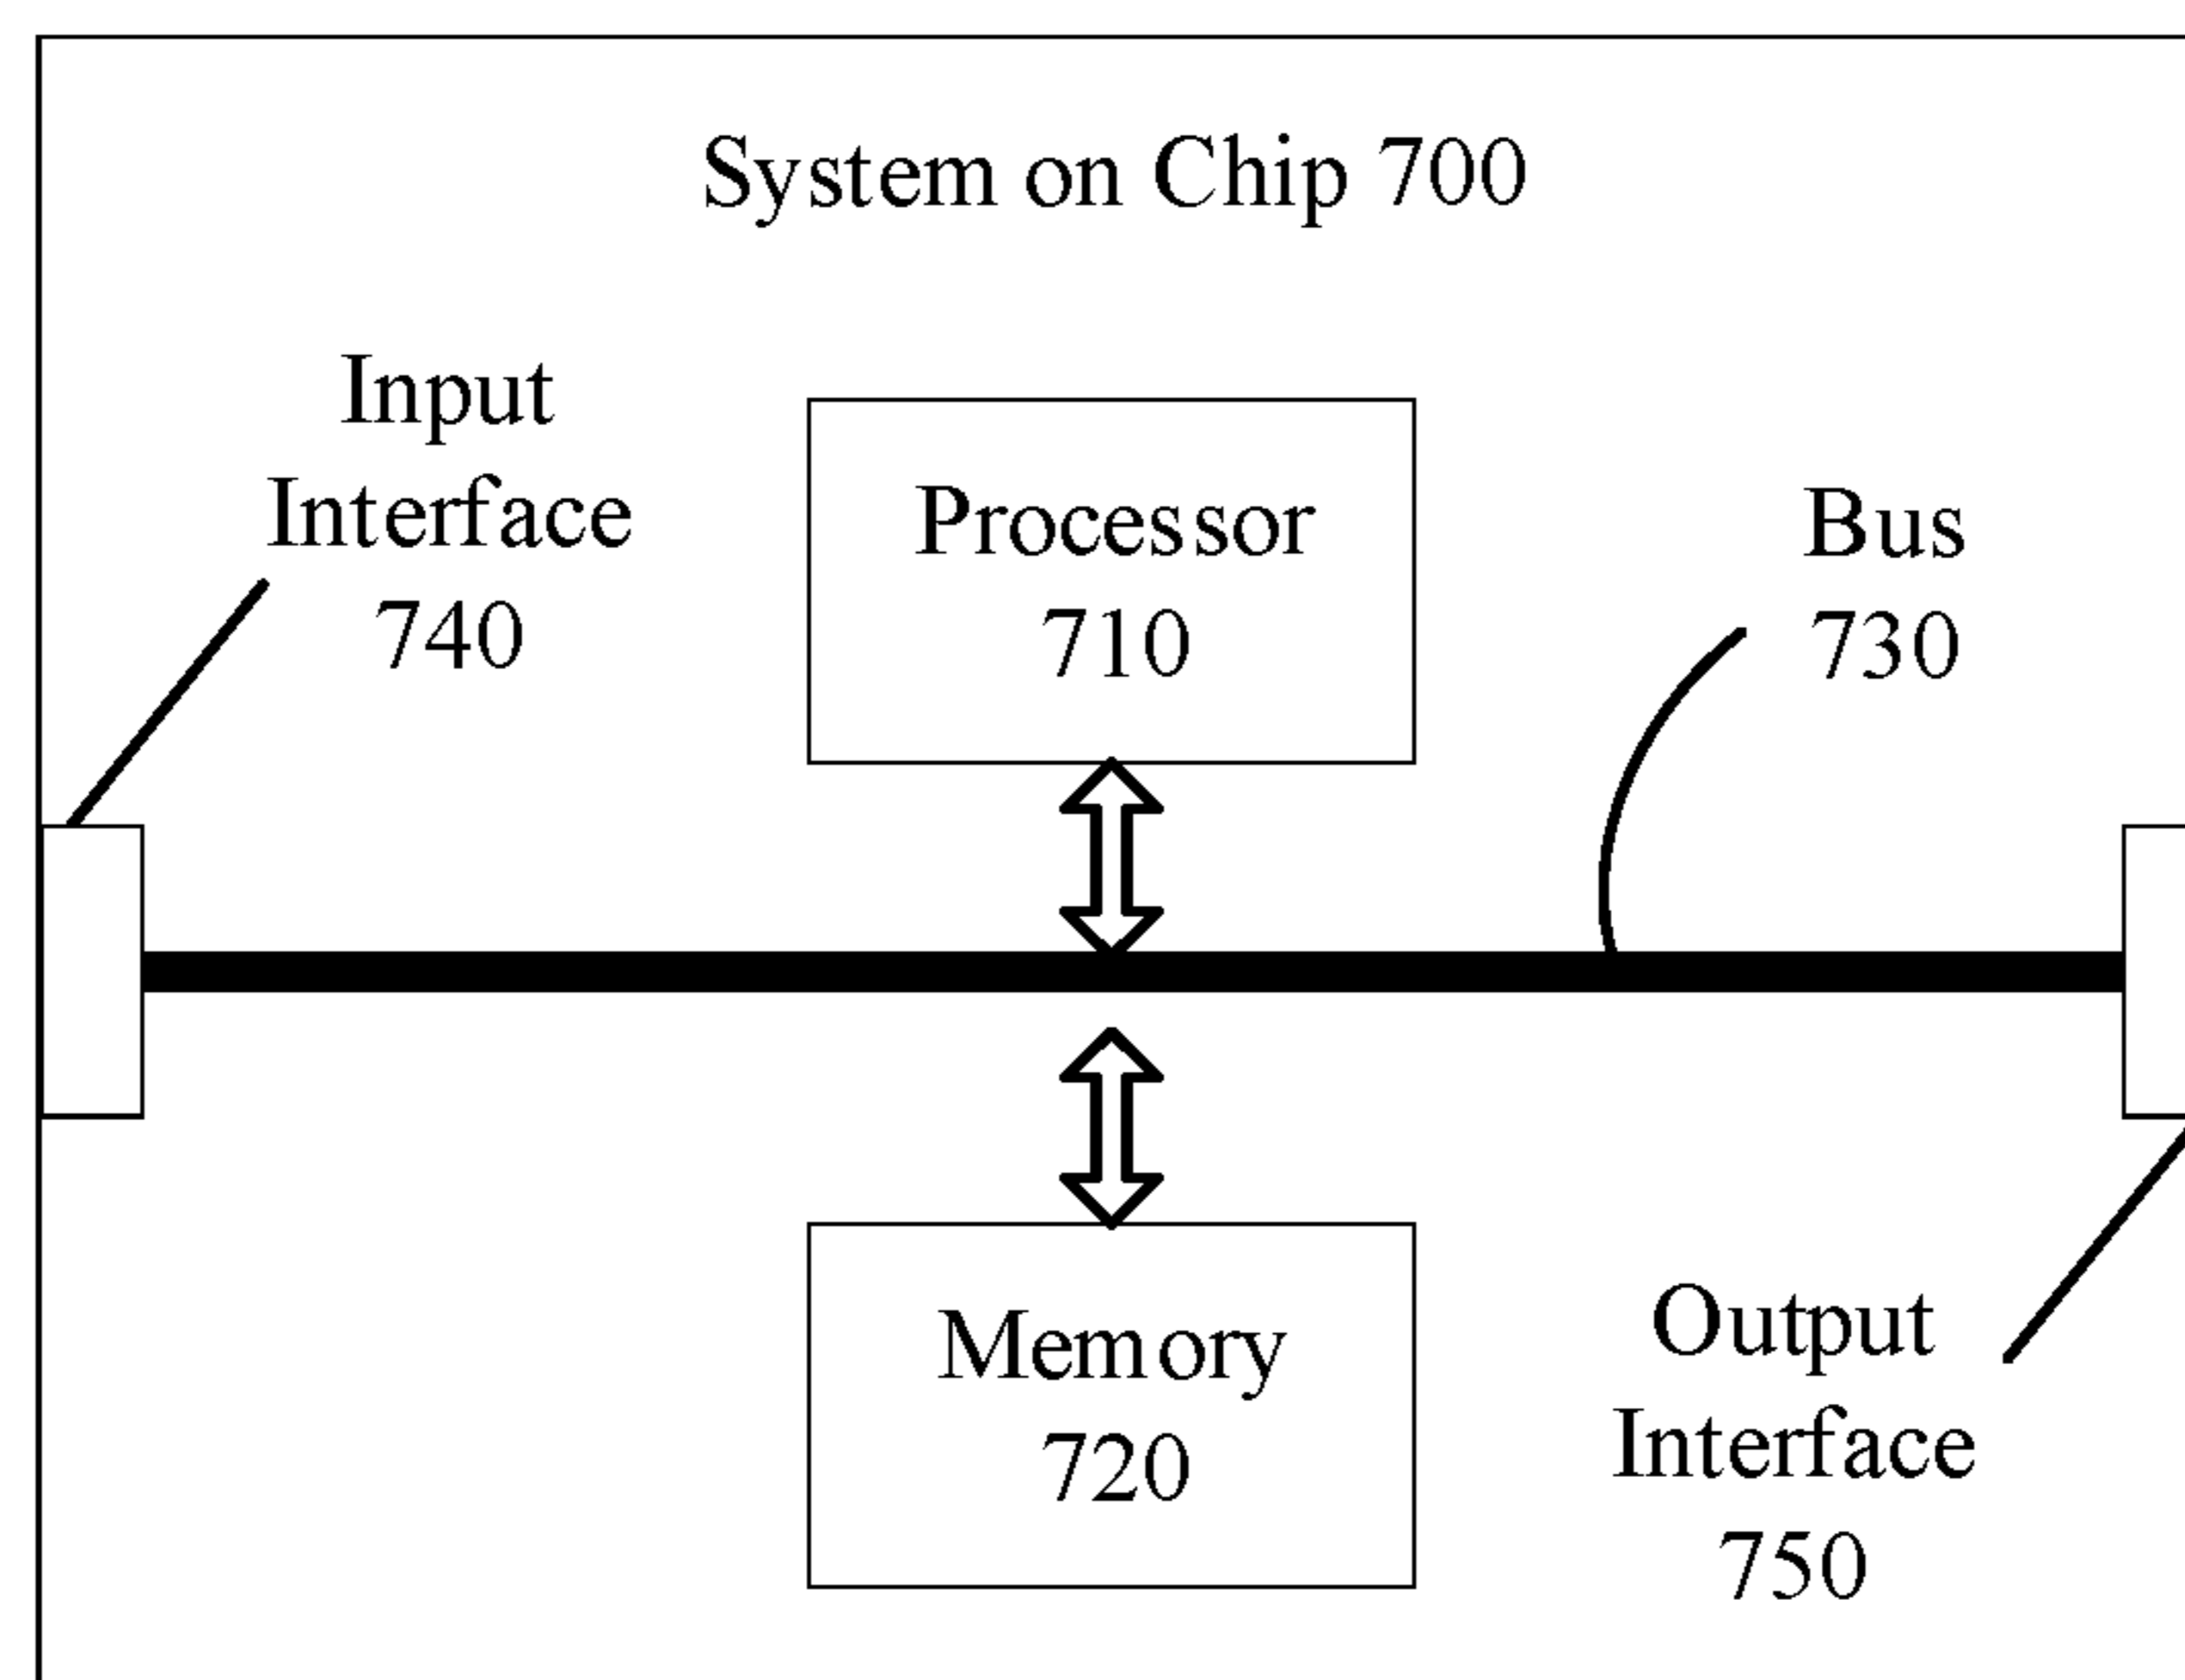 System on Chip 700
Input
Interface
740
Processor
710
Bus
730
Memory
720
Output
Interface
750